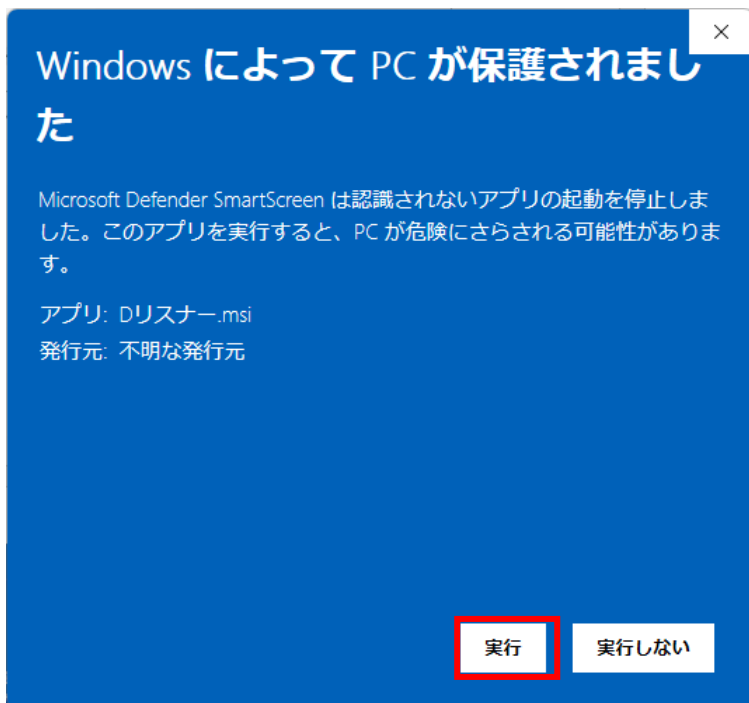 Windows によって PC が保護されまし
た
Microsoft Defender SmartScreen は認識されないアプリの起動を停止しま
した。このアプリを実行すると、PC が危険にさらされる可能性がありま
す。
アプリ: Dリスナー.msi
発行元: 不明な発行元
実行 実行しない